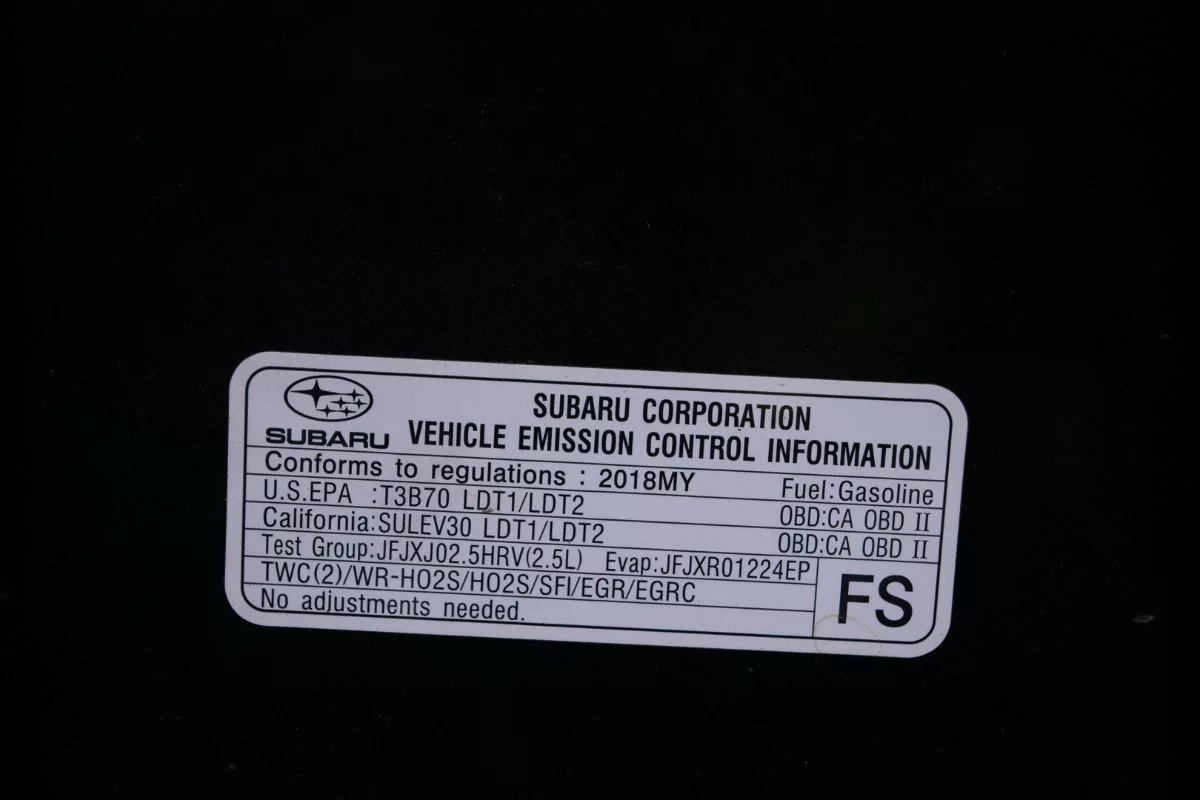 SUBARU
SUBARU CORPORATION
VEHICLE EMISSION CONTROL INFORMATION
Conforms to regulations : 2018MY Fuel:Gasoline
U.S.EPA :T3B70 LDT1/LDT2 OBD:CA OBD II
California:SULEV30 LDT1/LDT2 OBD:CA OBD II
Test Group:JFJXJ02.5HRV(2.5L) Evap:JFJXR01224EP
TWC(2)/WR-HO2S/HO2S/SFI/EGR/EGRC
No adjustments needed.
FS